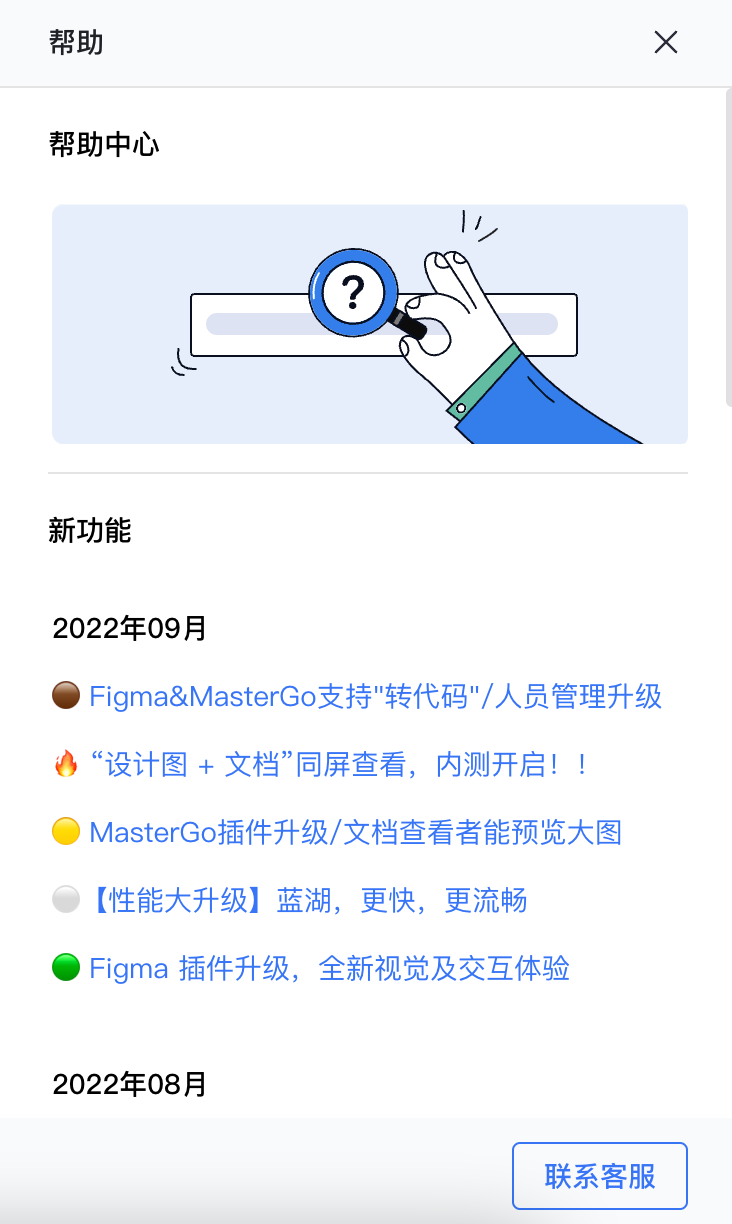 帮助
帮助中心
?
新功能
2022年09月
Figma&MasterGo支持"转代码"/人员管理升级
“设计图 + 文档”同屏查看，内测开启！！
MasterGo插件升级/文档查看者能预览大图
【性能大升级】蓝湖，更快，更流畅
Figma 插件升级，全新视觉及交互体验
2022年08月
联系客服